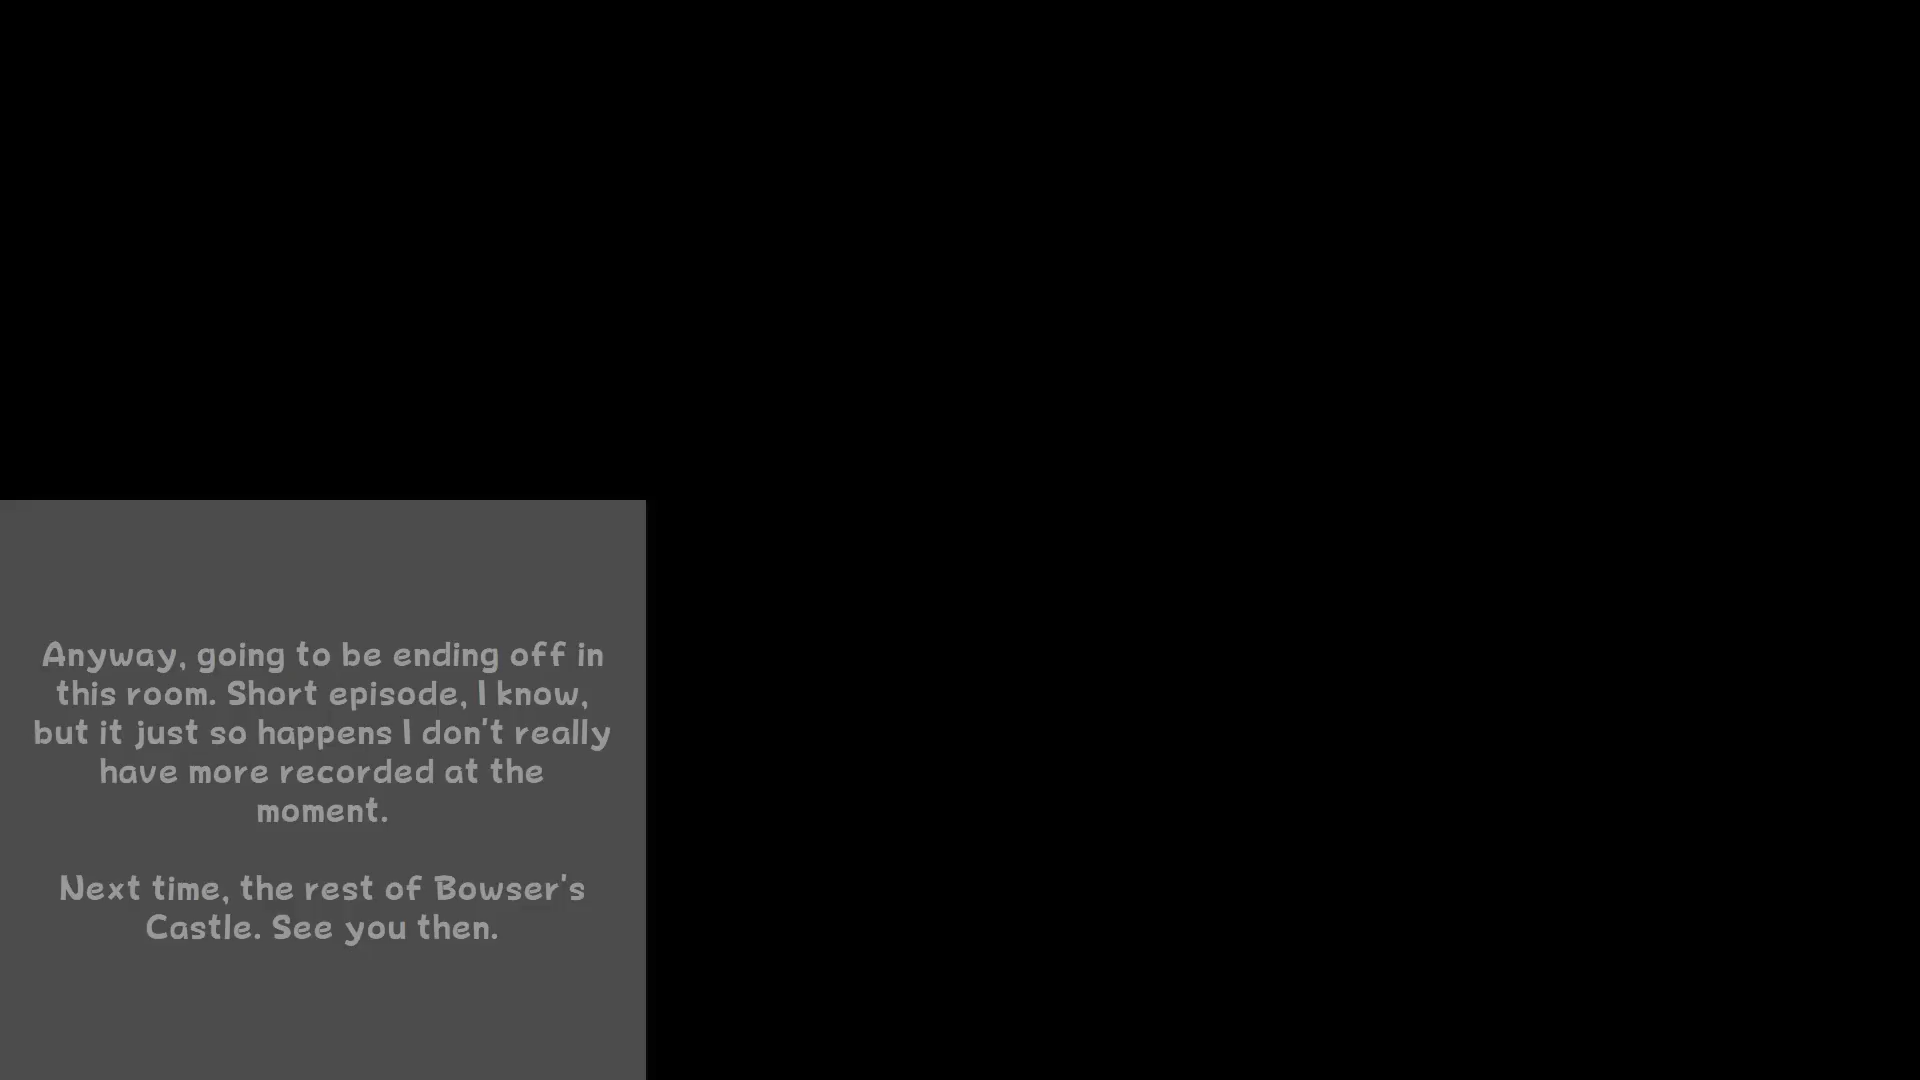 Anyway, going to be ending off in
this room. Short episode, I know,
but it just so happens I don't really
have more recorded at the
moment.
Next time, the rest of Bowser's
Castle. See you then.